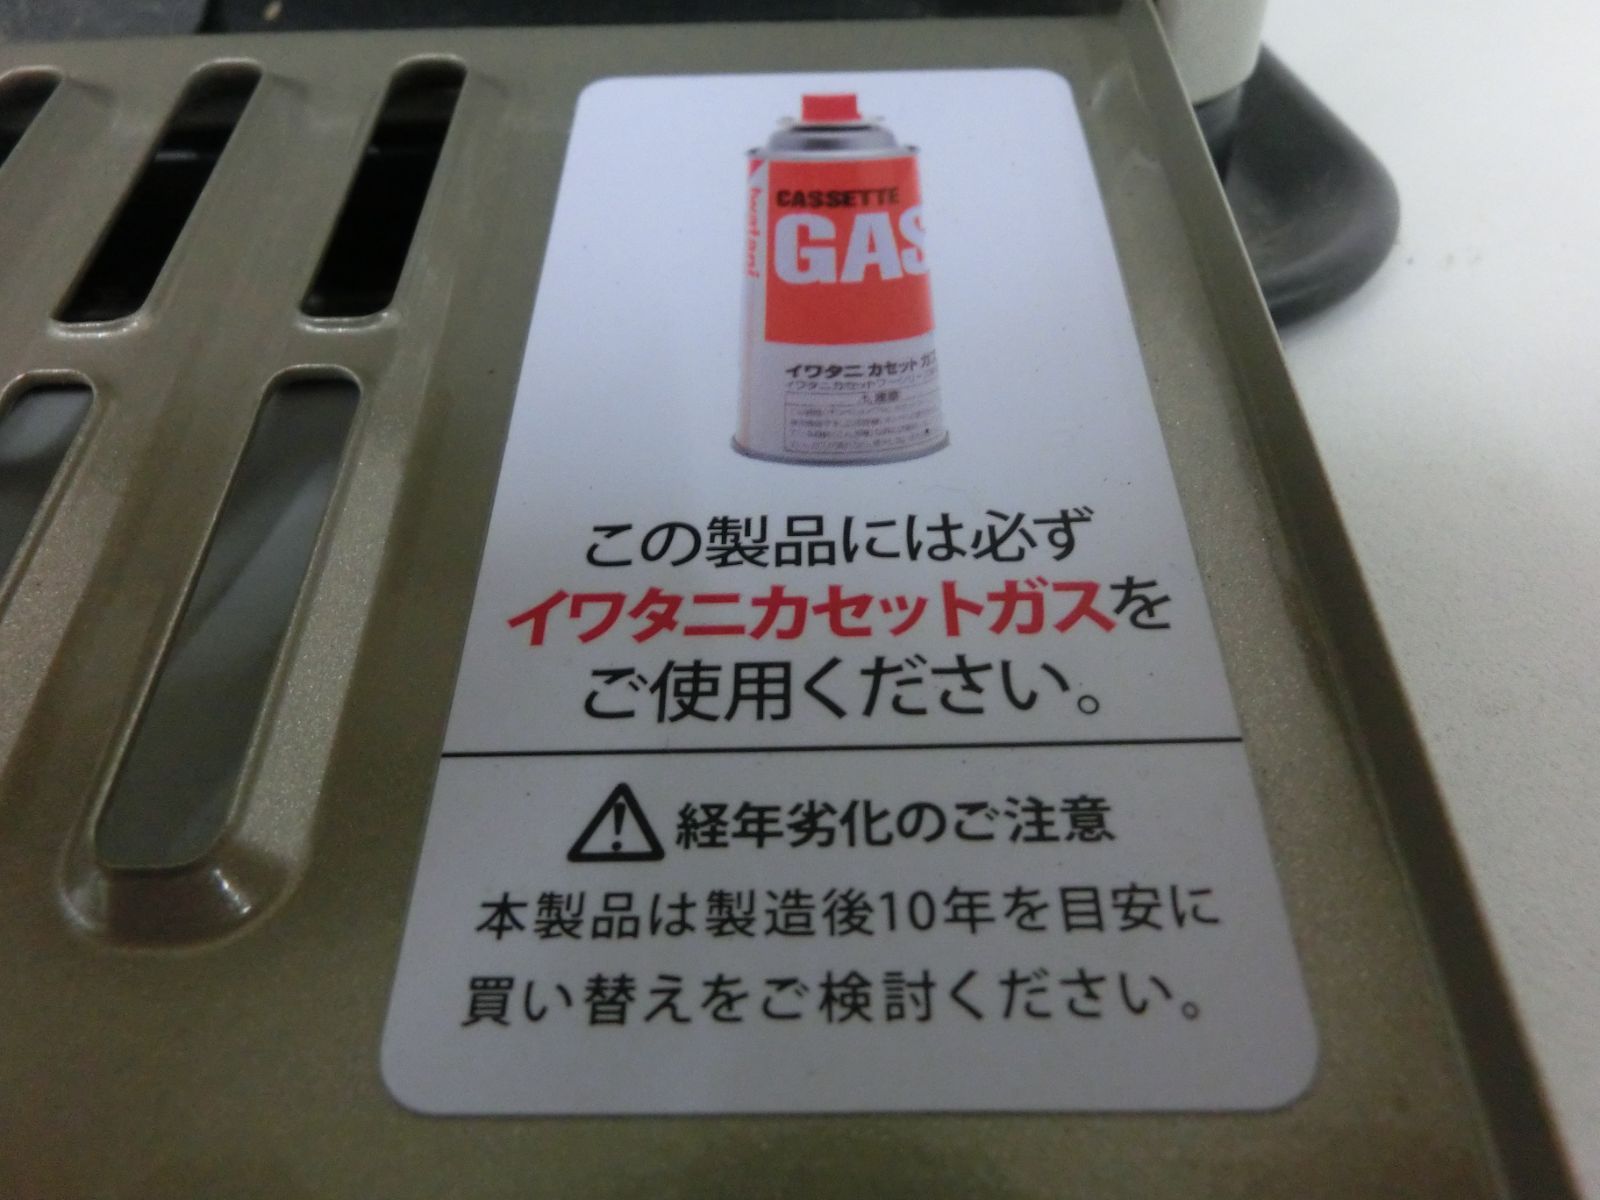 Iwatani
CASSETTE
GAS
イワタニ カセット ガス
この製品には必ず
イワタニカセットガスを
ご使用ください。
⚠経年劣化のご注意
本製品は製造後10年を目安に
買い替えをご検討ください。